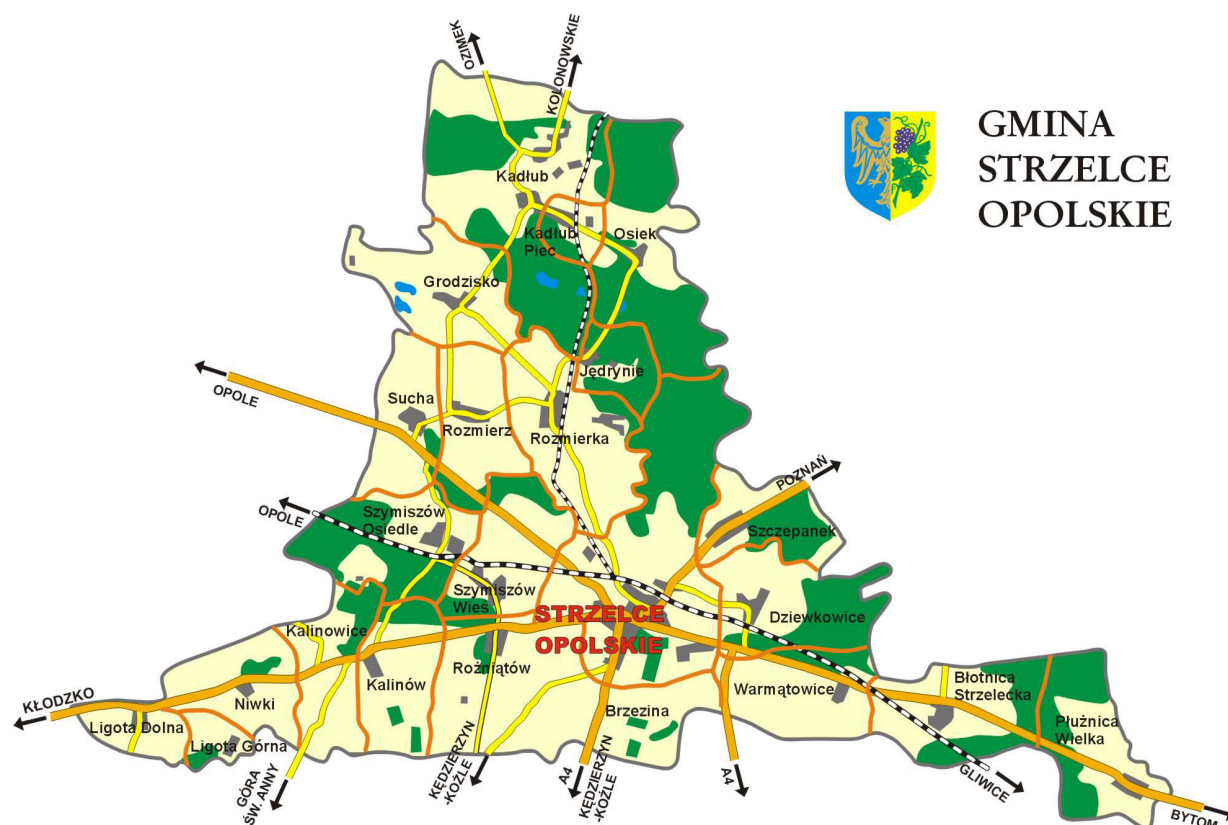 GMINA
STRZELCE
OPOLSKIE
OZIMEK
KOLONOWSKIE
Kadłub
Kadłub
Piec
Osiek
Grodzisko
Jędrynie
OPOLE
Sucha
Rozmierz
Rozmierka
POZNAŃ
OPOLE
Szymiszów
Osiedle
Szczepanek
Szymiszów
Wieś
STRZELCE
OPOLSKIE
Dziewkowice
Kalinowice
Rożniątów
Kalinów
Niwki
KŁODZKO
Ligota Dolna
Ligota Górna
Brzezina
Warmątowice
Błotnica
Strzelecka
Płużnica
Wielka
GÓRA
ŚW. ANNY
KĘDZIERZYN
-KOŹLE
A4
KĘDZIERZYN
-KOŹLE
A4
GLIWICE
BYTOM